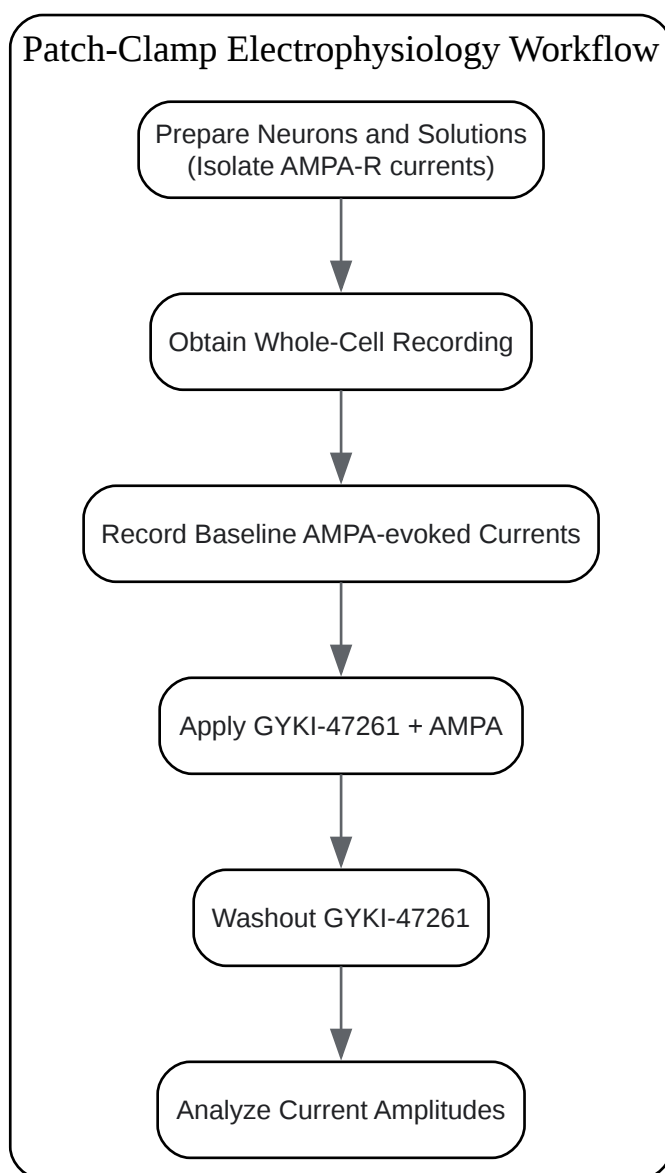 Patch-Clamp Electrophysiology Workflow
Prepare Neurons and Solutions
(Isolate AMPA-R currents)
Obtain Whole-Cell Recording
Record Baseline AMPA-evoked Currents
Apply GYKI-47261 + AMPA
Washout GYKI-47261
Analyze Current Amplitudes